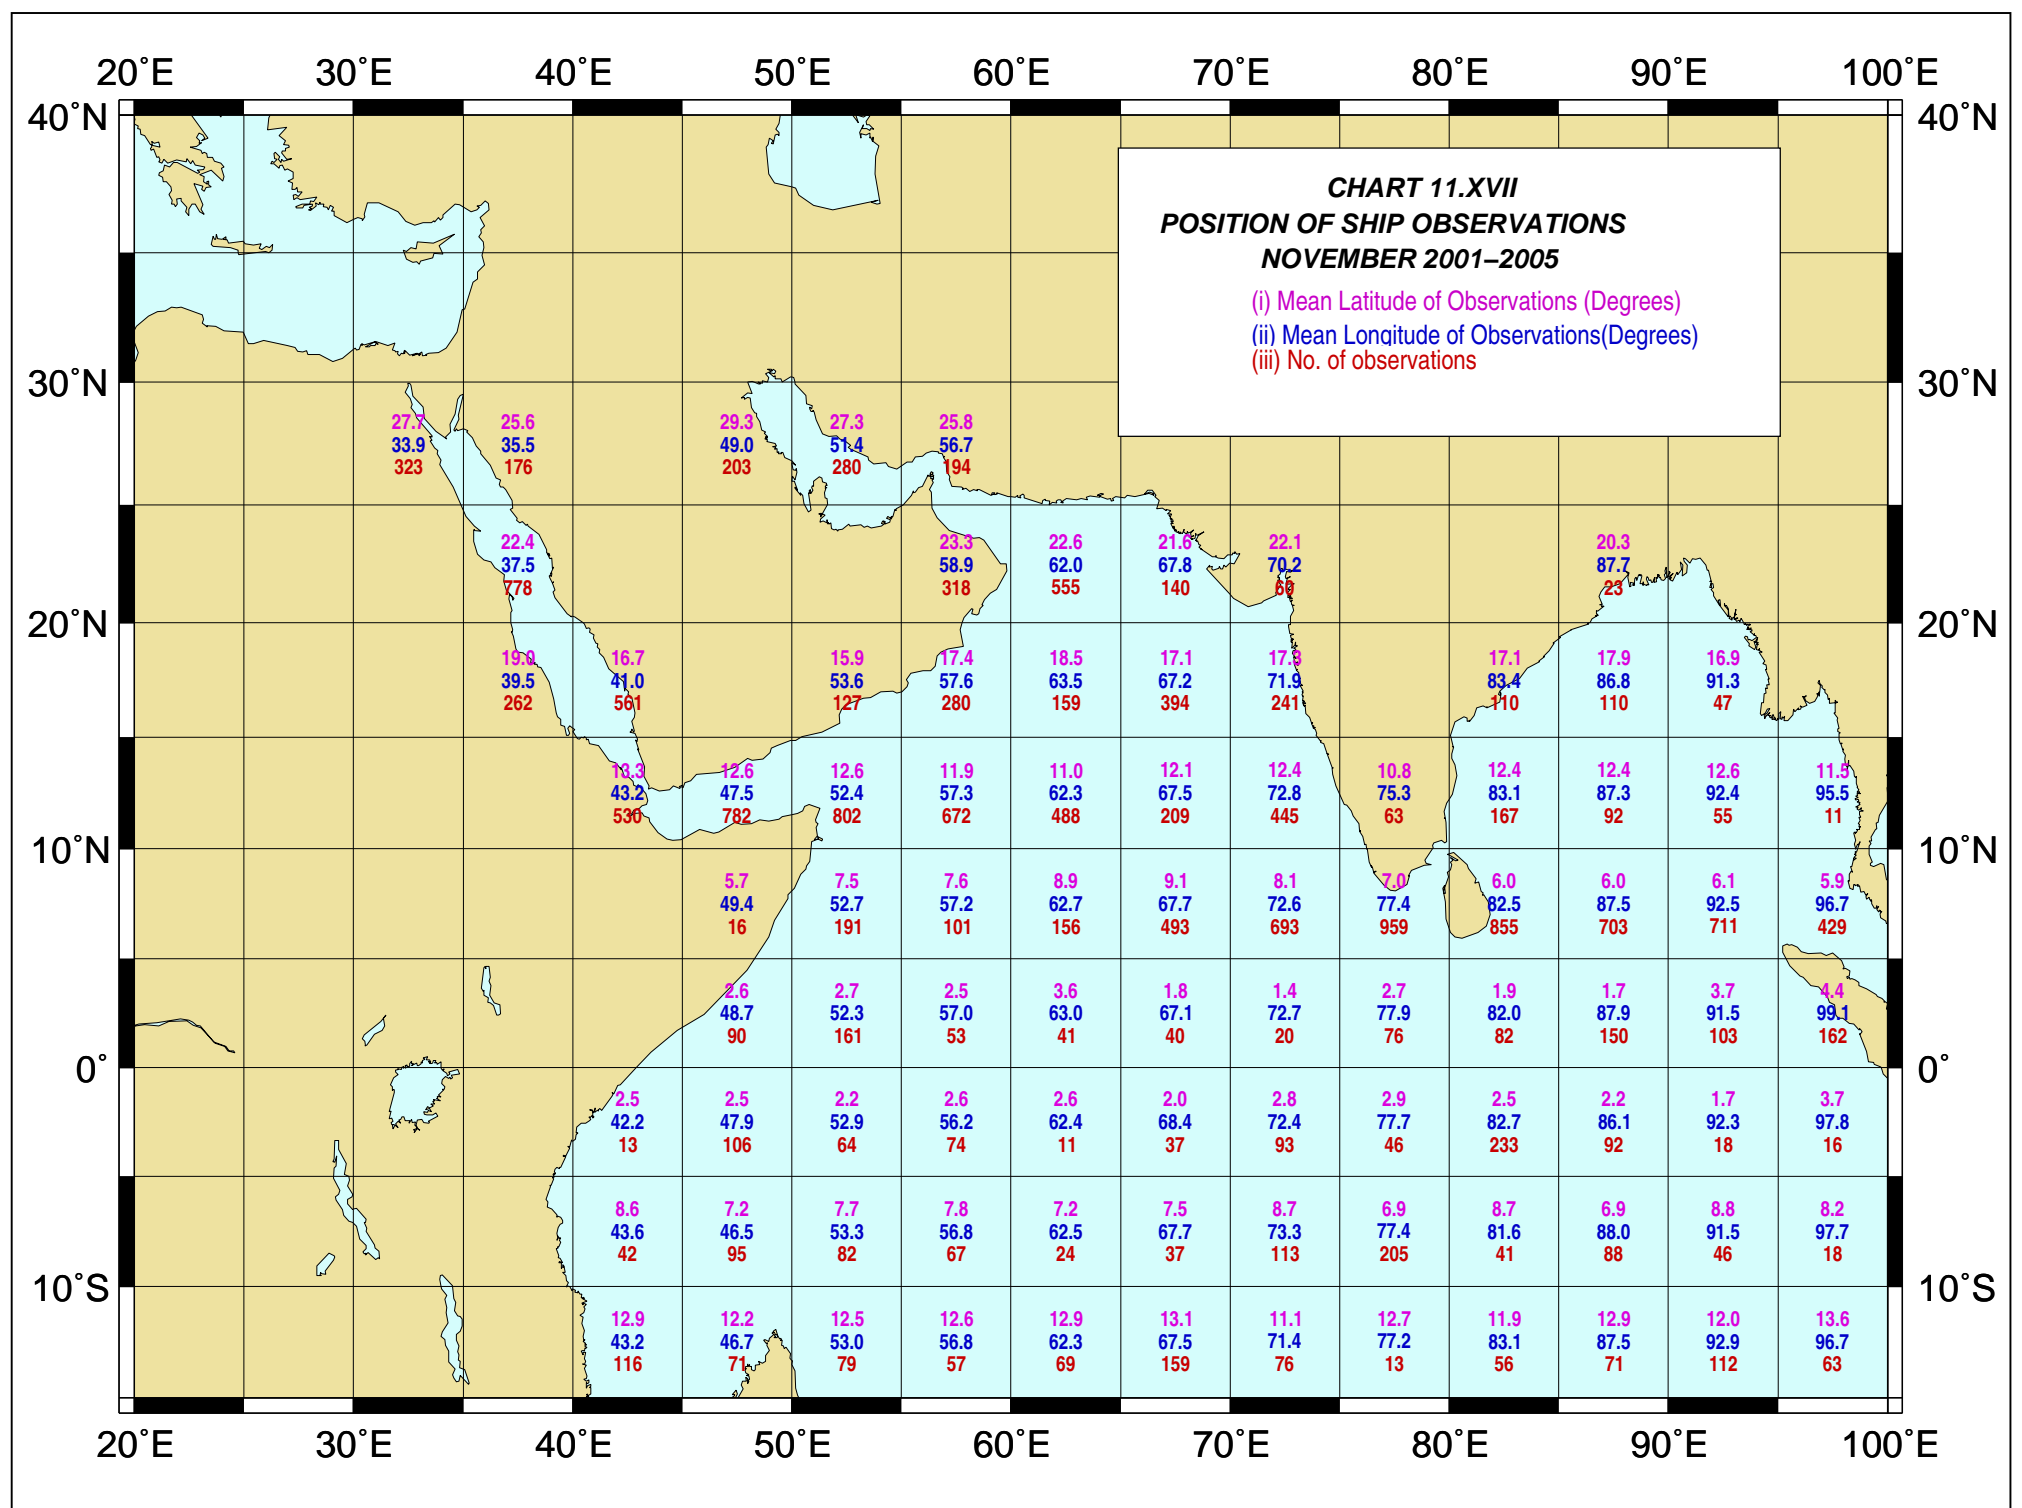 20˚E 30˚E 40˚E 50˚E 60˚E 70˚E 80˚E 90˚E 100˚E
40˚N 40˚N
CHART 11.XVII
POSITION OF SHIP OBSERVATIONS
NOVEMBER 2001–2005
(i) Mean Latitude of Observations (Degrees)
(ii) Mean Longitude of Observations(Degrees)
(iii) No. of observations
30˚N 30˚N
27.7 25.6 29.3 27.3 25.8
33.9 35.5 49.0 51.4 56.7
323 176 203 280 194
22.4 23.3 22.6 21.6 22.1 20.3
37.5 58.9 62.0 67.8 70.2 87.7
778 318 555 140 60 23
20˚N 20˚N
19.0 16.7 15.9 17.4 18.5 17.1 17.3 17.1 17.9 16.9
39.5 41.0 53.6 57.6 63.5 67.2 71.9 83.4 86.8 91.3
262 561 127 280 159 394 241 110 110 47
13.3 12.6 12.6 11.9 11.0 12.1 12.4 10.8 12.4 12.4 12.6 11.5
43.2 47.5 52.4 57.3 62.3 67.5 72.8 75.3 83.1 87.3 92.4 95.5
530 782 802 672 488 209 445 63 167 92 55 11
10˚N 10˚N
5.7 7.5 7.6 8.9 9.1 8.1 7.0 6.0 6.0 6.1 5.9
49.4 52.7 57.2 62.7 67.7 72.6 77.4 82.5 87.5 92.5 96.7
16 191 101 156 493 693 959 855 703 711 429
2.6 2.7 2.5 3.6 1.8 1.4 2.7 1.9 1.7 3.7 4.4
48.7 52.3 57.0 63.0 67.1 72.7 77.9 82.0 87.9 91.5 99.1
90 161 53 41 40 20 76 82 150 103 162
0˚ 0˚
2.5 2.5 2.2 2.6 2.6 2.0 2.8 2.9 2.5 2.2 1.7 3.7
42.2 47.9 52.9 56.2 62.4 68.4 72.4 77.7 82.7 86.1 92.3 97.8
13 106 64 74 11 37 93 46 233 92 18 16
8.6 7.2 7.7 7.8 7.2 7.5 8.7 6.9 8.7 6.9 8.8 8.2
43.6 46.5 53.3 56.8 62.5 67.7 73.3 77.4 81.6 88.0 91.5 97.7
42 95 82 67 24 37 113 205 41 88 46 18
10˚S 10˚S
12.9 12.2 12.5 12.6 12.9 13.1 11.1 12.7 11.9 12.9 12.0 13.6
43.2 46.7 53.0 56.8 62.3 67.5 71.4 77.2 83.1 87.5 92.9 96.7
116 71 79 57 69 159 76 13 56 71 112 63
20˚E 30˚E 40˚E 50˚E 60˚E 70˚E 80˚E 90˚E 100˚E